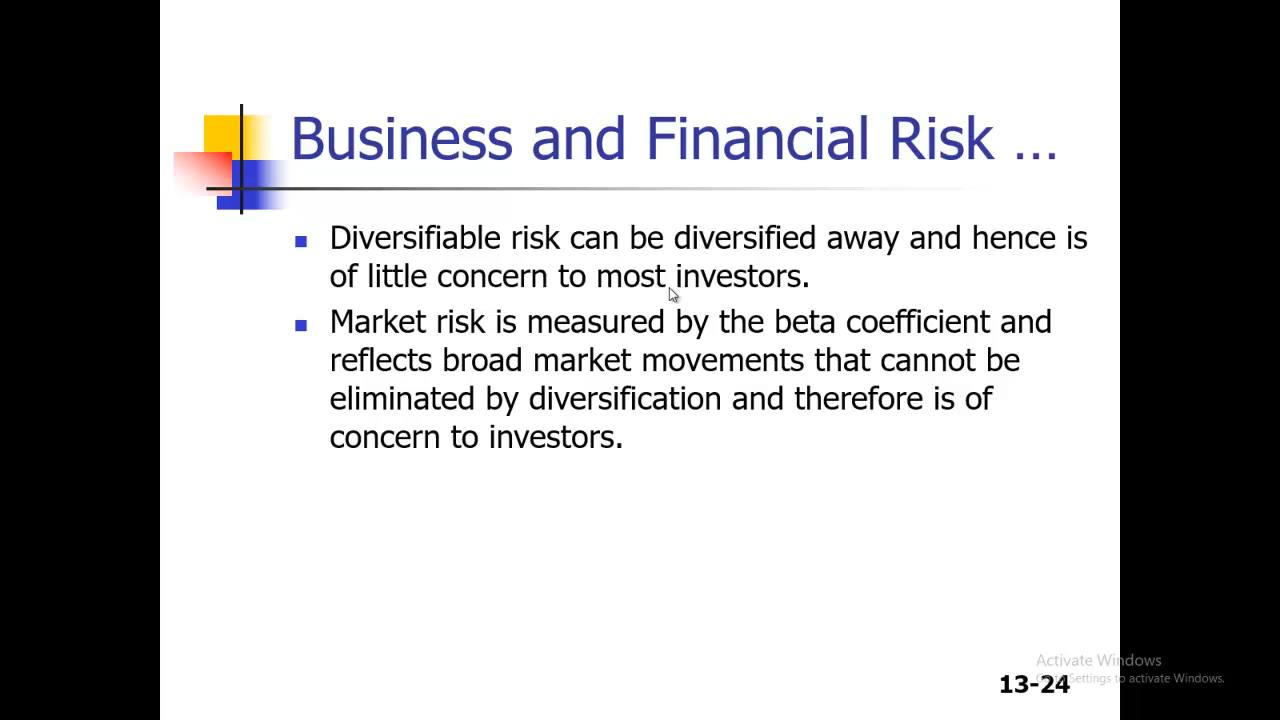 Business and Financial Risk ...
Diversifiable risk can be diversified away and hence is
of little concern to most investors.
Market risk is measured by the beta coefficient and
reflects broad market movements that cannot be
eliminated by diversification and therefore is of
concern to investors.
Activate Windows
Go to Settings to activate Windows.
13-24